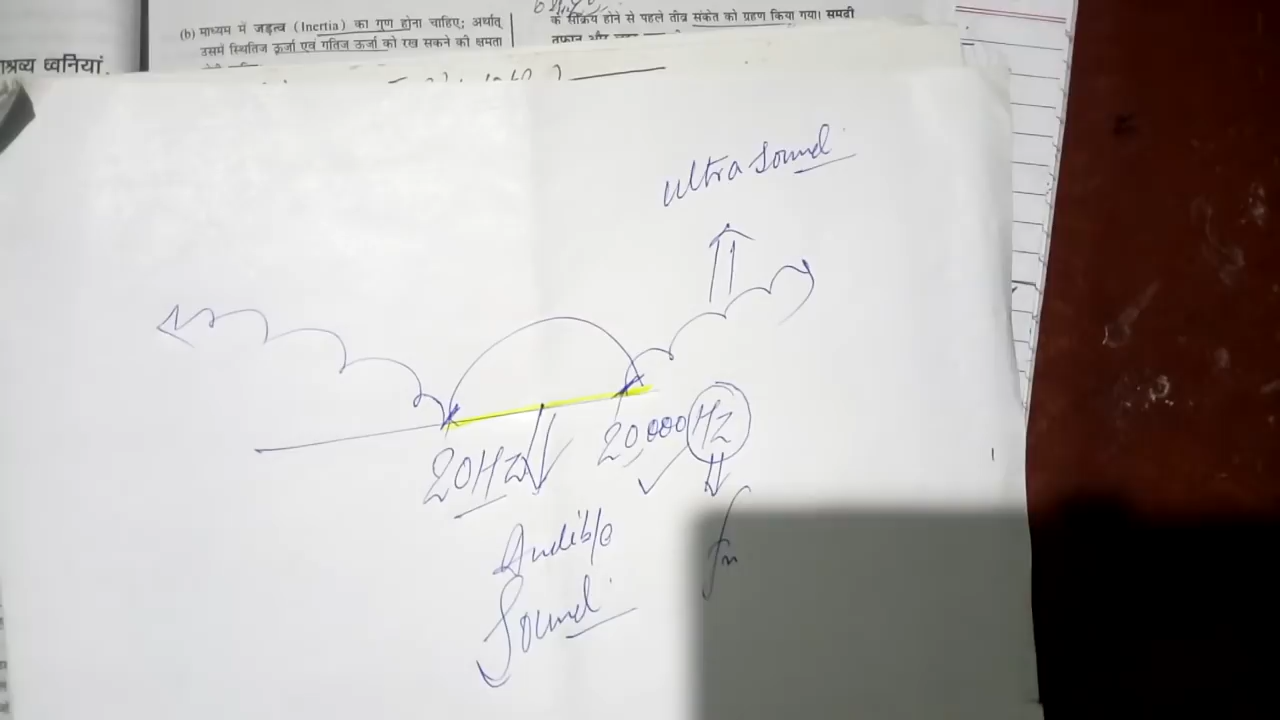 (b) माध्यम में जड़त्व (Inertia) का गुण होना चाहिए; अर्थात्
उसमें स्थितिज ऊर्जा एवं गतिज ऊर्जा को रख सकने की क्षमता
के सक्रिय होने से पहले तीव्र संकेत को ग्रहण किया गया। समवी
श्रव्य ध्वनियां
ultra sound
20Hz
20,000 Hz
Audible
Sound